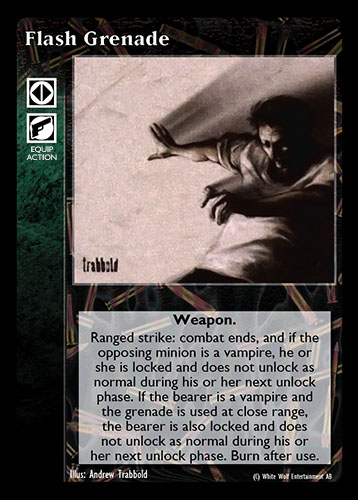 Flash Grenade
EQUIP
ACTION
trabbold
Weapon.
Ranged strike: combat ends, and if the
opposing minion is a vampire, he or
she is locked and does not unlock as
normal during his or her next unlock
phase. If the bearer is a vampire and
the grenade is used at close range,
the bearer is also locked and does
not unlock as normal during his or
her next unlock phase. Burn after use.
Illus: Andrew Trabbold
(C) White Wolf Entertainment AB